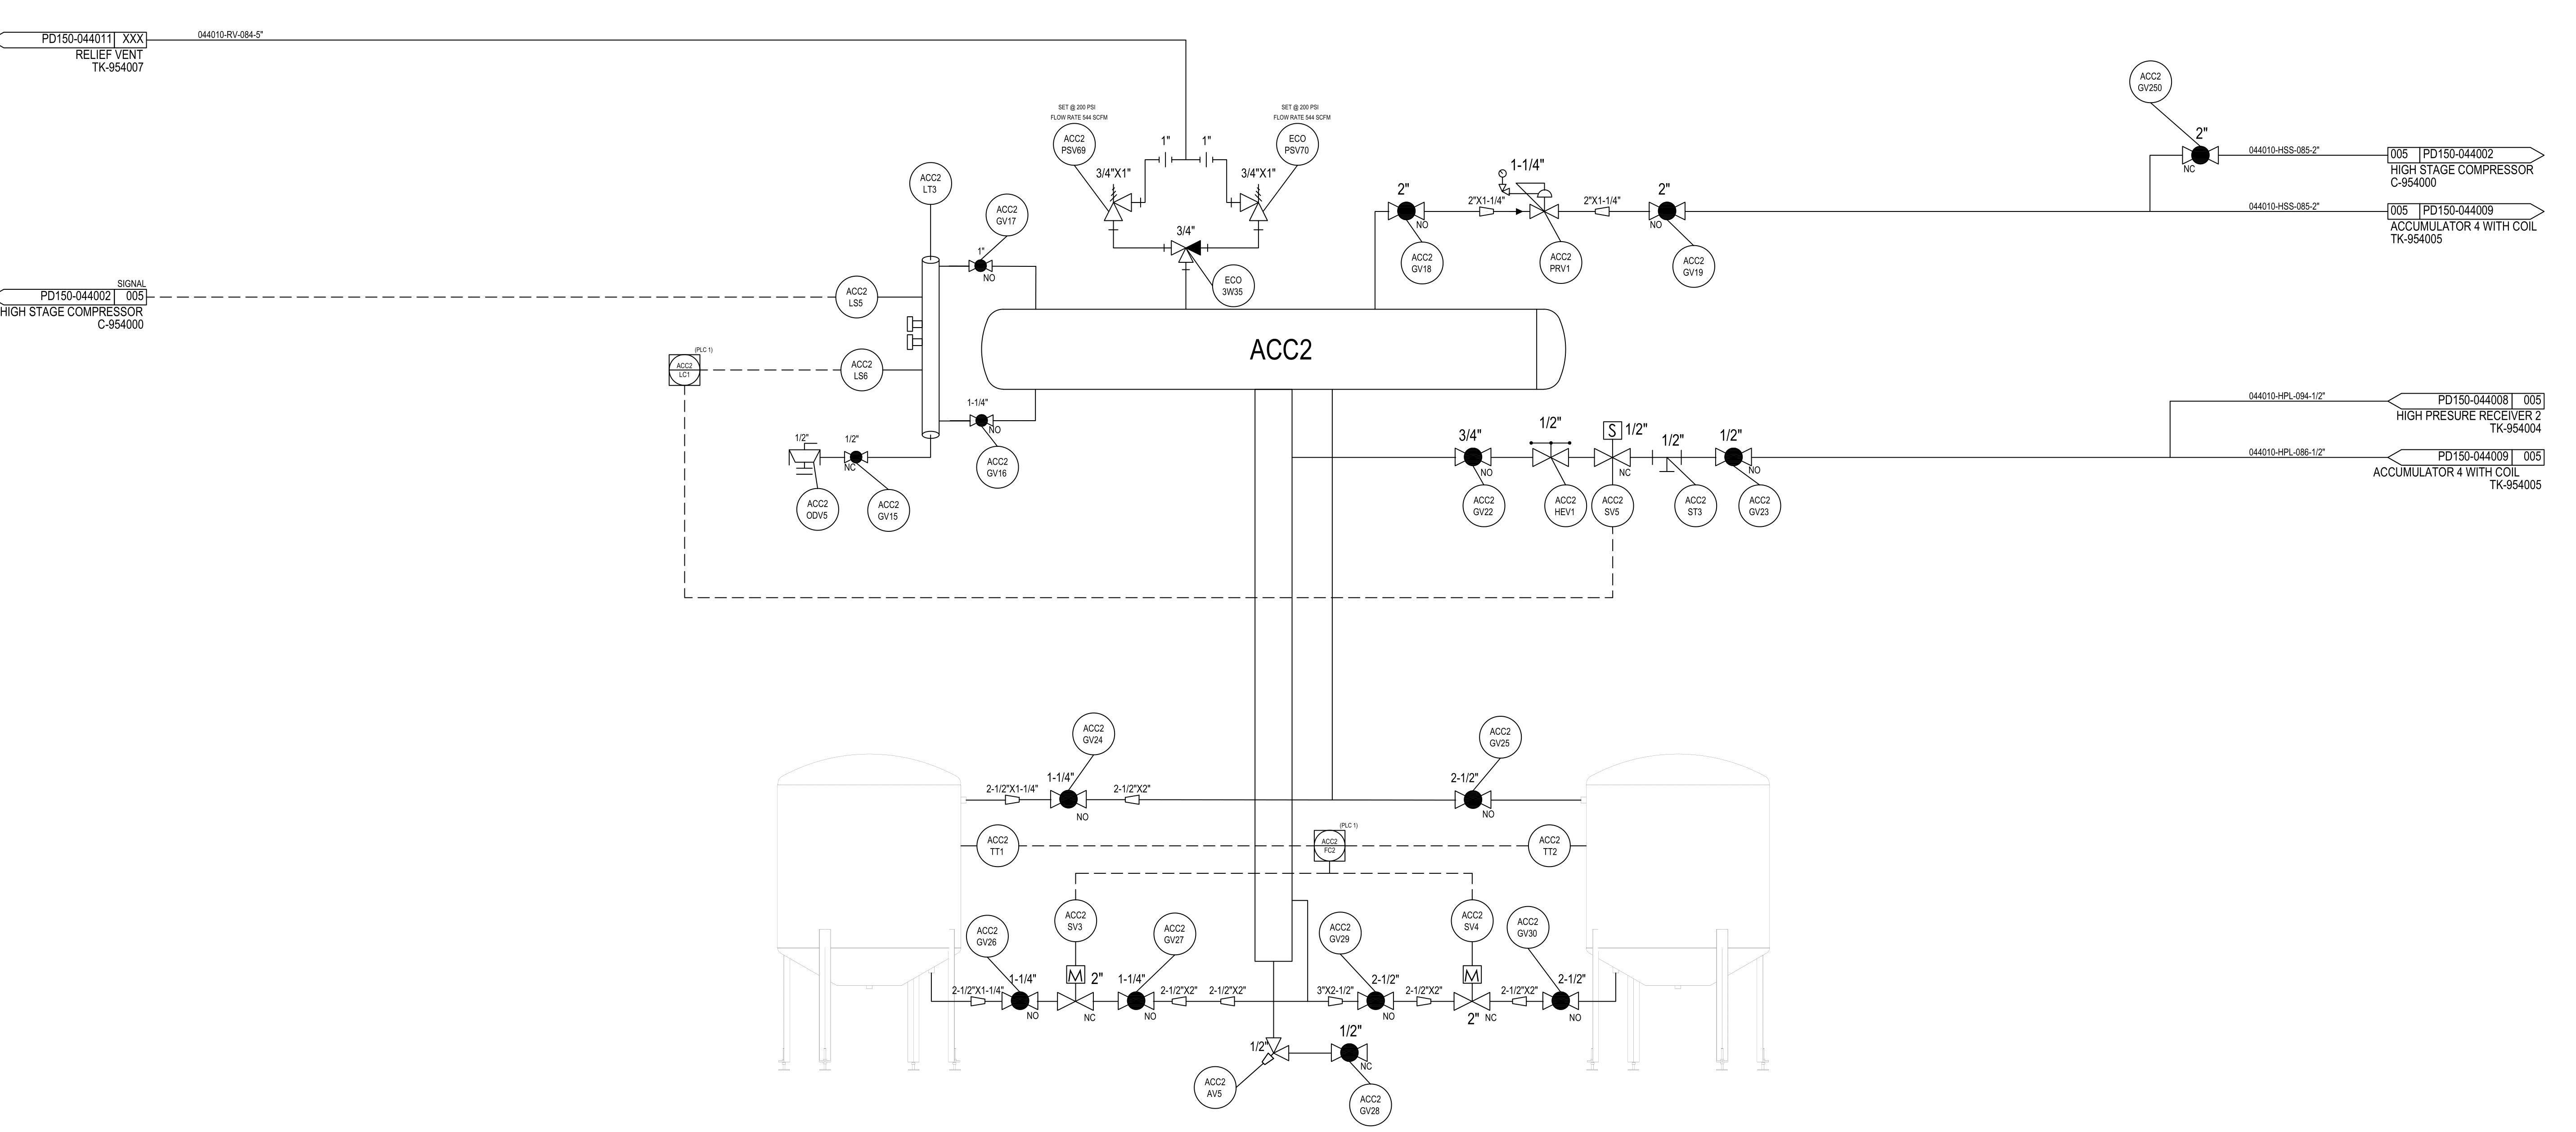 PD150-044011 XXX
044010-RV-084-5"
RELIEF VENT
TK-954007
SIGNAL
PD150-044002 005
HIGH STAGE COMPRESSOR
C-954000
SET @ 200 PSI
FLOW RATE 544 SCFM
ACC2
PSV69
3/4"X1"
1"
1"
SET @ 200 PSI
FLOW RATE 544 SCFM
ECO
PSV70
3/4"X1"
3/4"
ECO
3W35
ACC2
LT3
ACC2
GV17
1"
NO
ACC2
LS5
(PLC 1)
ACC2
LC1
ACC2
LS6
1-1/4"
NO
ACC2
GV16
1/2"
1/2"
NC
ACC2
ODV5
ACC2
GV15
ACC2
2"
NO
ACC2
GV18
2"X1-1/4"
1-1/4"
ACC2
PRV1
2"X1-1/4"
2"
NO
ACC2
GV19
ACC2
GV250
2"
NC
044010-HSS-085-2"
005 PD150-044002
HIGH STAGE COMPRESSOR
C-954000
044010-HSS-085-2"
005 PD150-044009
ACCUMULATOR 4 WITH COIL
TK-954005
044010-HPL-094-1/2"
PD150-044008 005
HIGH PRESURE RECEIVER 2
TK-954004
044010-HPL-086-1/2"
PD150-044009 005
ACCUMULATOR 4 WITH COIL
TK-954005
3/4"
NO
ACC2
GV22
1/2"
ACC2
HEV1
S
1/2"
NC
ACC2
SV5
1/2"
ACC2
ST3
1/2"
NO
ACC2
GV23
ACC2
GV24
2-1/2"X1-1/4"
1-1/4"
NO
2-1/2"X2"
ACC2
GV25
2-1/2"
NO
ACC2
TT1
(PLC 1)
ACC2
FC2
ACC2
TT2
ACC2
GV26
2-1/2"X1-1/4"
1-1/4"
NO
ACC2
SV3
M
2"
NC
ACC2
GV27
1-1/4"
NO
2-1/2"X2"
2-1/2"X2"
3"X2-1/2"
ACC2
GV29
2-1/2"
NO
2-1/2"X2"
ACC2
SV4
M
2"
NC
2-1/2"X2"
ACC2
GV30
2-1/2"
NO
1/2"
ACC2
AV5
1/2"
NC
ACC2
GV28